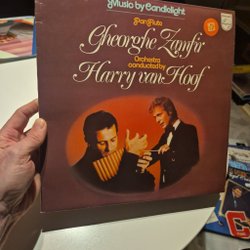 Music by Candlelight
Pan Flute
Gheorghe Zamfir
Orchestra
conducted by
Harry van Hoof